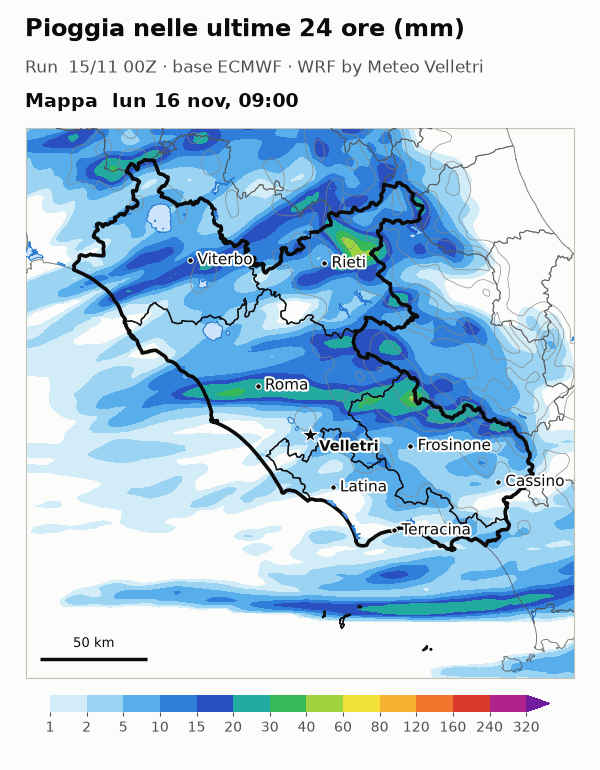 Pioggia nelle ultime 24 ore (mm)
Run 15/11 00Z · base ECMWF · WRF by Meteo Velletri
Mappa lun 16 nov, 09:00
Viterbo
Rieti
Roma
Velletri
Frosinone
Latina
Cassino
Terracina
50 km
1 2 5 10 15 20 30 40 60 80 120 160 240 320